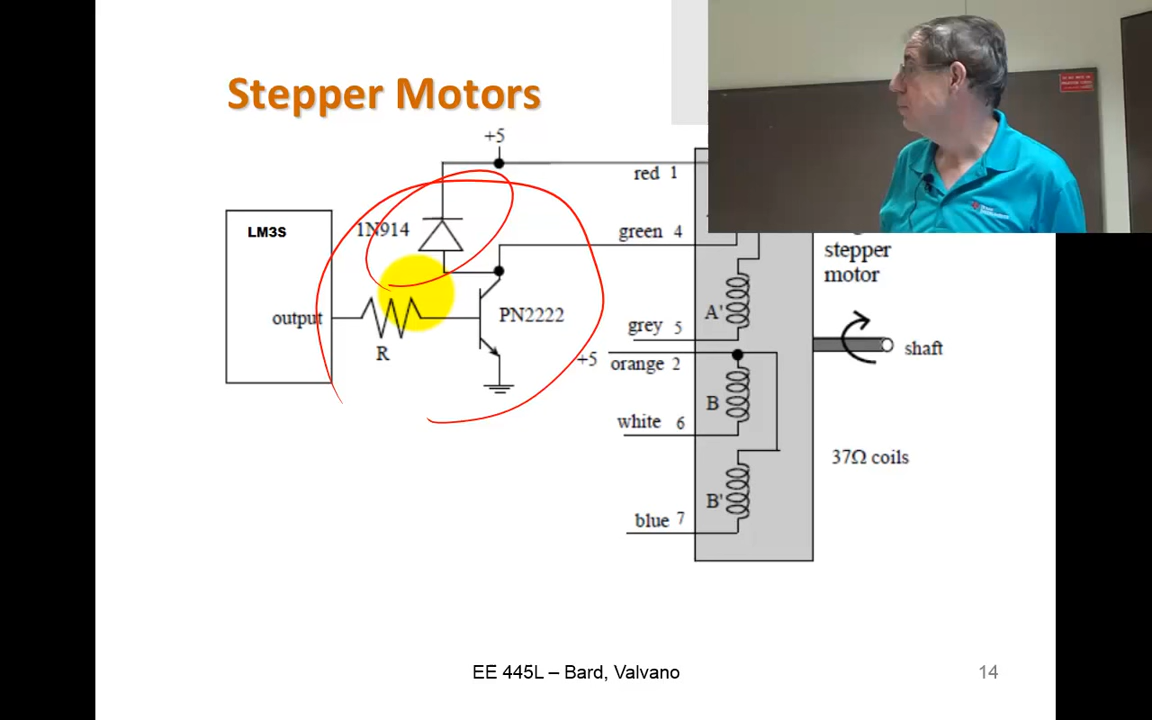 Stepper Motors
+5
red 1
LM3S
1N914
green 4
stepper
motor
output
PN2222
A'
R
grey 5
+5
orange 2
shaft
B
white 6
37Ω coils
B'
blue 7
EE 445L – Bard, Valvano
14